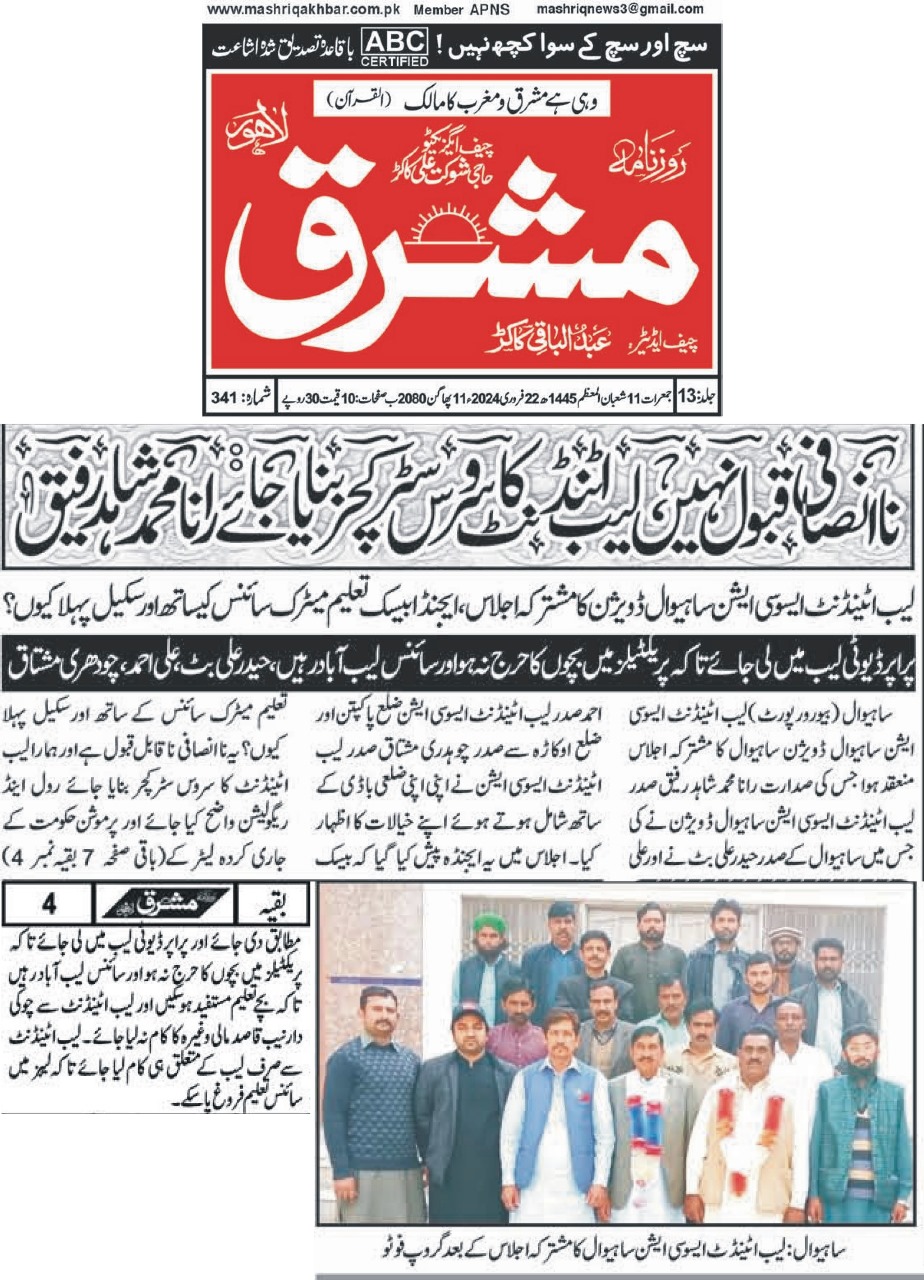 www.mashriqakhbar.com.pk Member APNS mashriqnews3@gmail.com
سچ اور سچ کے سوا کچھ نہیں! ABC CERTIFIED باقاعدہ تصدیق شدہ اشاعت
وہی ہے مشرق و مغرب کا مالک (القرآن)
روزنامہ
لاہور
چیف ایگزیکٹو
حاجی شوکت علی کاکڑ
مشرق
چیف ایڈیٹر عبدالباقی کاکڑ
جلد:13 جمعرات 11 شعبان المعظم 1445ھ 22 فروری 2024ء 11 پھاگن 2080ب صفحات:10 قیمت 30 روپے شمارہ: 341
ناانصافی قبول نہیں لیب اٹنڈنٹ کا سروس سٹرکچر بنایا جائے رانا محمد شاہد رفیق
لیب اٹینڈنٹ ایسوسی ایشن ساہیوال ڈویژن کا مشترکہ اجلاس، ایجنڈا بیسک تعلیم میٹرک سائنس کیساتھ اور سکیل پہلا کیوں؟
پراپر ڈیوٹی لیب میں لی جائے تاکہ پریکٹیلز میں بچوں کا حرج نہ ہو اور سائنس لیب آباد رہیں، حیدر علی بٹ، علی احمد، چودھری مشتاق
ساہیوال (بیورورپورٹ) لیب اٹینڈنٹ ایسوسی
ایشن ڈویژن ساہیوال کا مشترکہ اجلاس
منعقد ہوا جس کی صدارت رانا محمد شاہد رفیق صدر
لیب اٹینڈنٹ ایسوسی ایشن ساہیوال ڈویژن نے کی
جس میں ساہیوال کے صدر حیدر علی بٹ نے اور علی
احمد صدر لیب اٹینڈنٹ ایسوسی ایشن ضلع پاکپتن اور
ضلع اوکاڑہ سے صدر چوہدری مشتاق صدر لیب
اٹینڈنٹ ایسوسی ایشن نے اپنی اپنی ضلعی باڈی کے
ساتھ شامل ہوتے ہوئے اپنے خیالات کا اظہار
کیا۔ اجلاس میں یہ ایجنڈہ پیش کیا گیا کہ بیسک
تعلیم میٹرک سائنس کے ساتھ اور سکیل پہلا
کیوں؟ یہ ناانصافی ناقابل قبول ہے اور ہمارا لیب
اٹینڈنٹ کا سروس سٹرکچر بنایا جائے رول اینڈ
ریگولیشن واضح کیا جائے اور پرموشن حکومت کے
جاری کردہ لیٹر کے (باقی صفحہ 7 بقیہ نمبر 4)
بقیہ مشرق 4
مطابق دی جائے اور پراپر ڈیوٹی لیب میں لی جائے تاکہ
پریکٹیلز میں بچوں کا حرج نہ ہو اور سائنس لیب آباد رہیں
تاکہ بچے تعلیم مستفید ہوسکیں اور لیب اٹینڈنٹ سے چوکی
دار نیب قاصد مالی وغیرہ کا کام نہ لیا جائے۔ لیب اٹینڈنٹ
سے صرف لیب کے متعلق ہی کام لیا جائے تاکہ لیبز میں
سائنس تعلیم فروغ پا سکے۔
ساہیوال: لیب اٹینڈٹ ایسوسی ایشن ساہیوال کا مشترکہ اجلاس کے بعد گروپ فوٹو